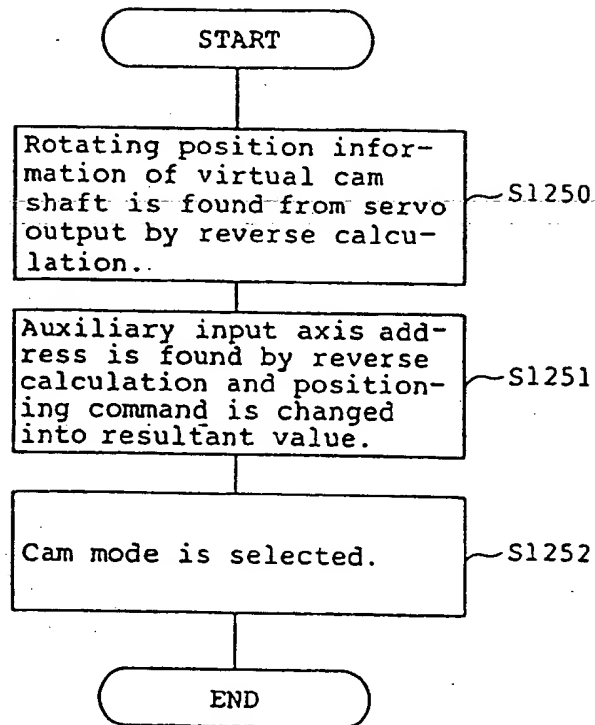 START
Rotating position infor-
mation of virtual cam
shaft is found from servo
output by reverse calcu-
lation.
S1250
Auxiliary input axis ad-
dress is found by reverse
calculation and position-
ing command is changed
into resultant value.
S1251
Cam mode is selected.
S1252
END